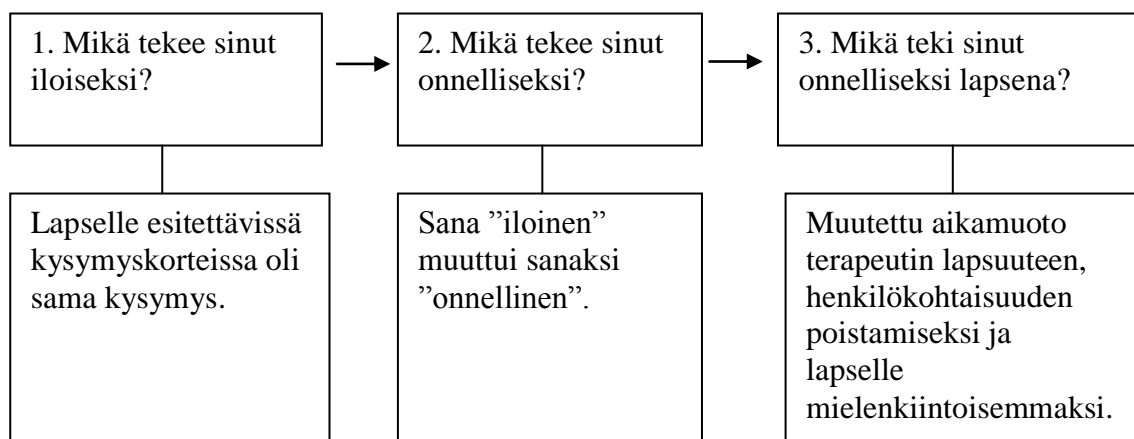 1. Mikä tekee sinut
iloiseksi?
2. Mikä tekee sinut
onnelliseksi?
3. Mikä teki sinut
onnelliseksi lapsena?
Lapselle esitettävissä
kysymyskorteissa oli
sama kysymys.
Sana ”iloinen”
muuttui sanaksi
”onnellinen”.
Muutettu aikamuoto
terapeutin lapsuuteen,
henkilökohtaisuuden
poistamiseksi ja
lapselle
mielenkiintoisemmaksi.